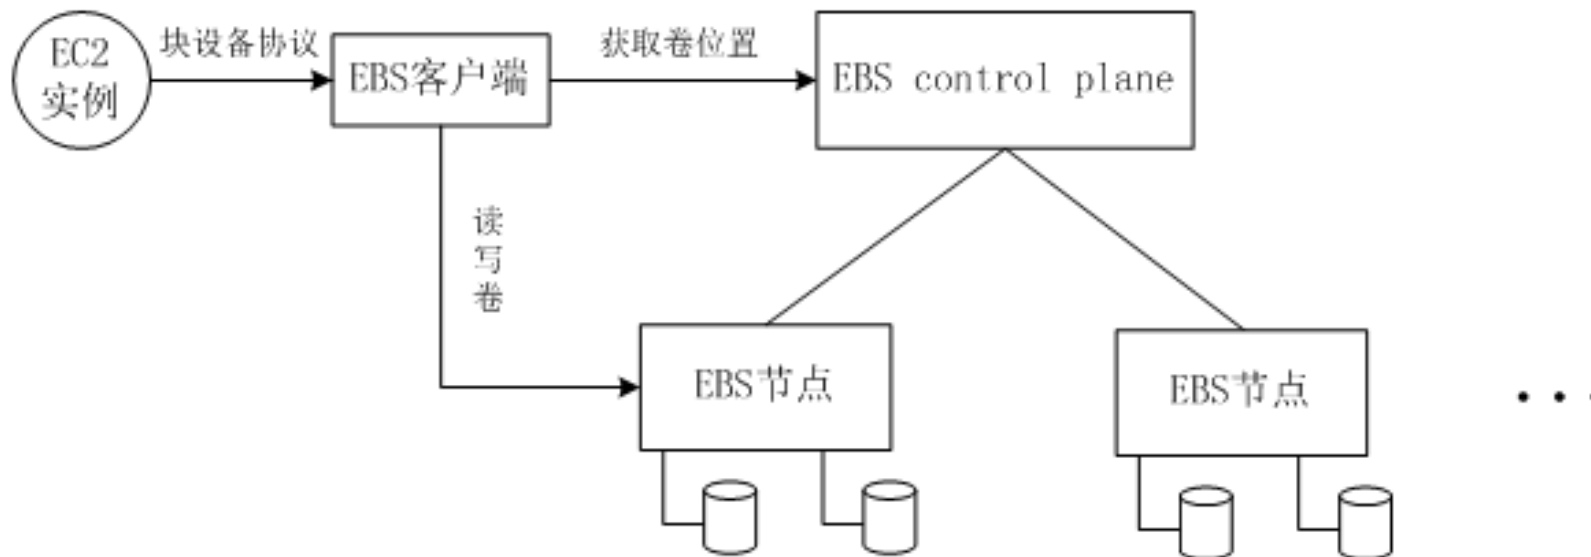 EC2
实例
块设备协议
EBS客户端
获取卷位置
EBS control plane
读
写
卷
EBS节点
EBS节点